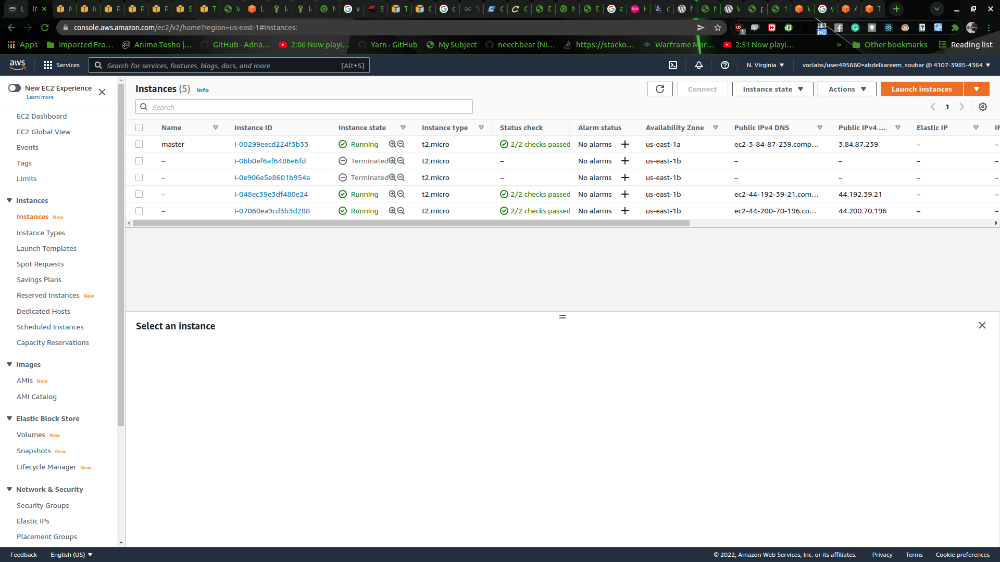 console.aws.amazon.com/ec2/v2/home?region=us-east-1#Instances:
Apps Imported Fro… Anime Tosho |… GitHub - Adna… 2:06 Now playi… Yarn · GitHub My Subject neechbear (Ni… https://stacko… Warframe Mar… 2:51 Now playi… » Other bookmarks Reading list
aws Services Search for services, features, blogs, docs, and more [Alt+S] N. Virginia voclabs/user495660=abdelkareem_soubar @ 4107-3985-4364
New EC2 Experience
Learn more
EC2 Dashboard
EC2 Global View
Events
Tags
Limits
Instances
Instances New
Instance Types
Launch Templates
Spot Requests
Savings Plans
Reserved Instances New
Dedicated Hosts
Scheduled Instances
Capacity Reservations
Images
AMIs New
AMI Catalog
Elastic Block Store
Volumes New
Snapshots New
Lifecycle Manager New
Network & Security
Security Groups
Elastic IPs
Placement Groups
Instances (5) Info Connect Instance state Actions Launch instances
Search 1
Name Instance ID Instance state Instance type Status check Alarm status Availability Zone Public IPv4 DNS Public IPv4 ... Elastic IP
master i-00299eecd224f3b33 Running t2.micro 2/2 checks passed No alarms + us-east-1a ec2-3-84-87-239.comp… 3.84.87.239 – –
– i-06b0ef6af6486e6fd Terminated t2.micro – No alarms + us-east-1b – – – –
– i-0e906e5e8601b954a Terminated t2.micro – No alarms + us-east-1b – – – –
– i-048ec39e3df480e24 Running t2.micro 2/2 checks passed No alarms + us-east-1b ec2-44-192-39-21.com… 44.192.39.21 – –
– i-07060ea9cd3b3d288 Running t2.micro 2/2 checks passed No alarms + us-east-1b ec2-44-200-70-196.co… 44.200.70.196 – –
Select an instance
Feedback English (US) © 2022, Amazon Web Services, Inc. or its affiliates. Privacy Terms Cookie preferences